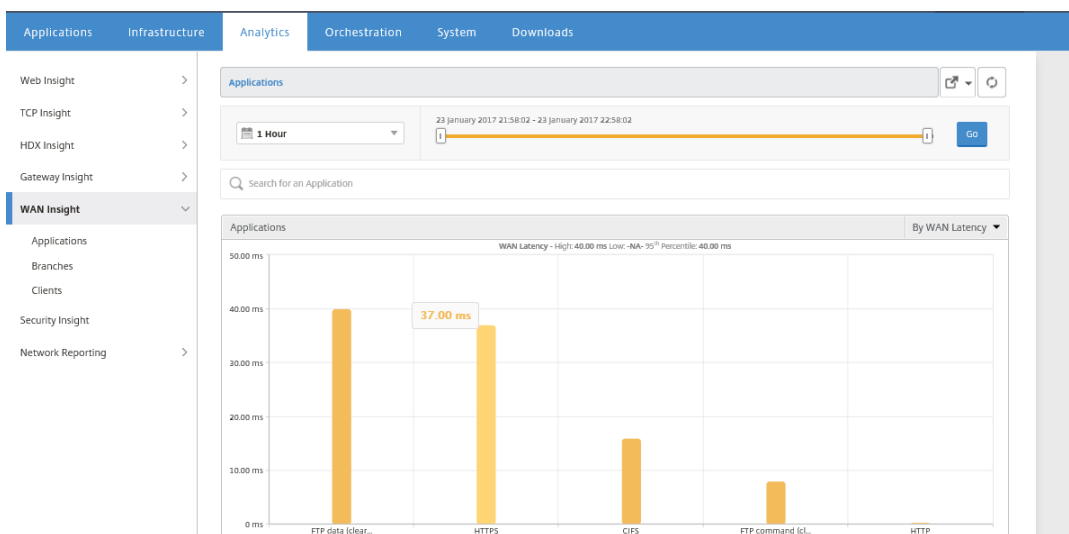 Applications Infrastructure Analytics Orchestration System Downloads
Web Insight
TCP Insight
HDX Insight
Gateway Insight
WAN Insight
Applications
Branches
Clients
Security Insight
Network Reporting
Applications
1 Hour
23 January 2017 21:58:02 - 23 January 2017 22:58:02
Go
Search for an Application
Applications
By WAN Latency
WAN Latency - High: 40.00 ms Low: -NA- 95th Percentile: 40.00 ms
50.00 ms
40.00 ms
37.00 ms
30.00 ms
20.00 ms
10.00 ms
0 ms
FTP data (clear... HTTPS CIFS FTP command (cl... HTTP